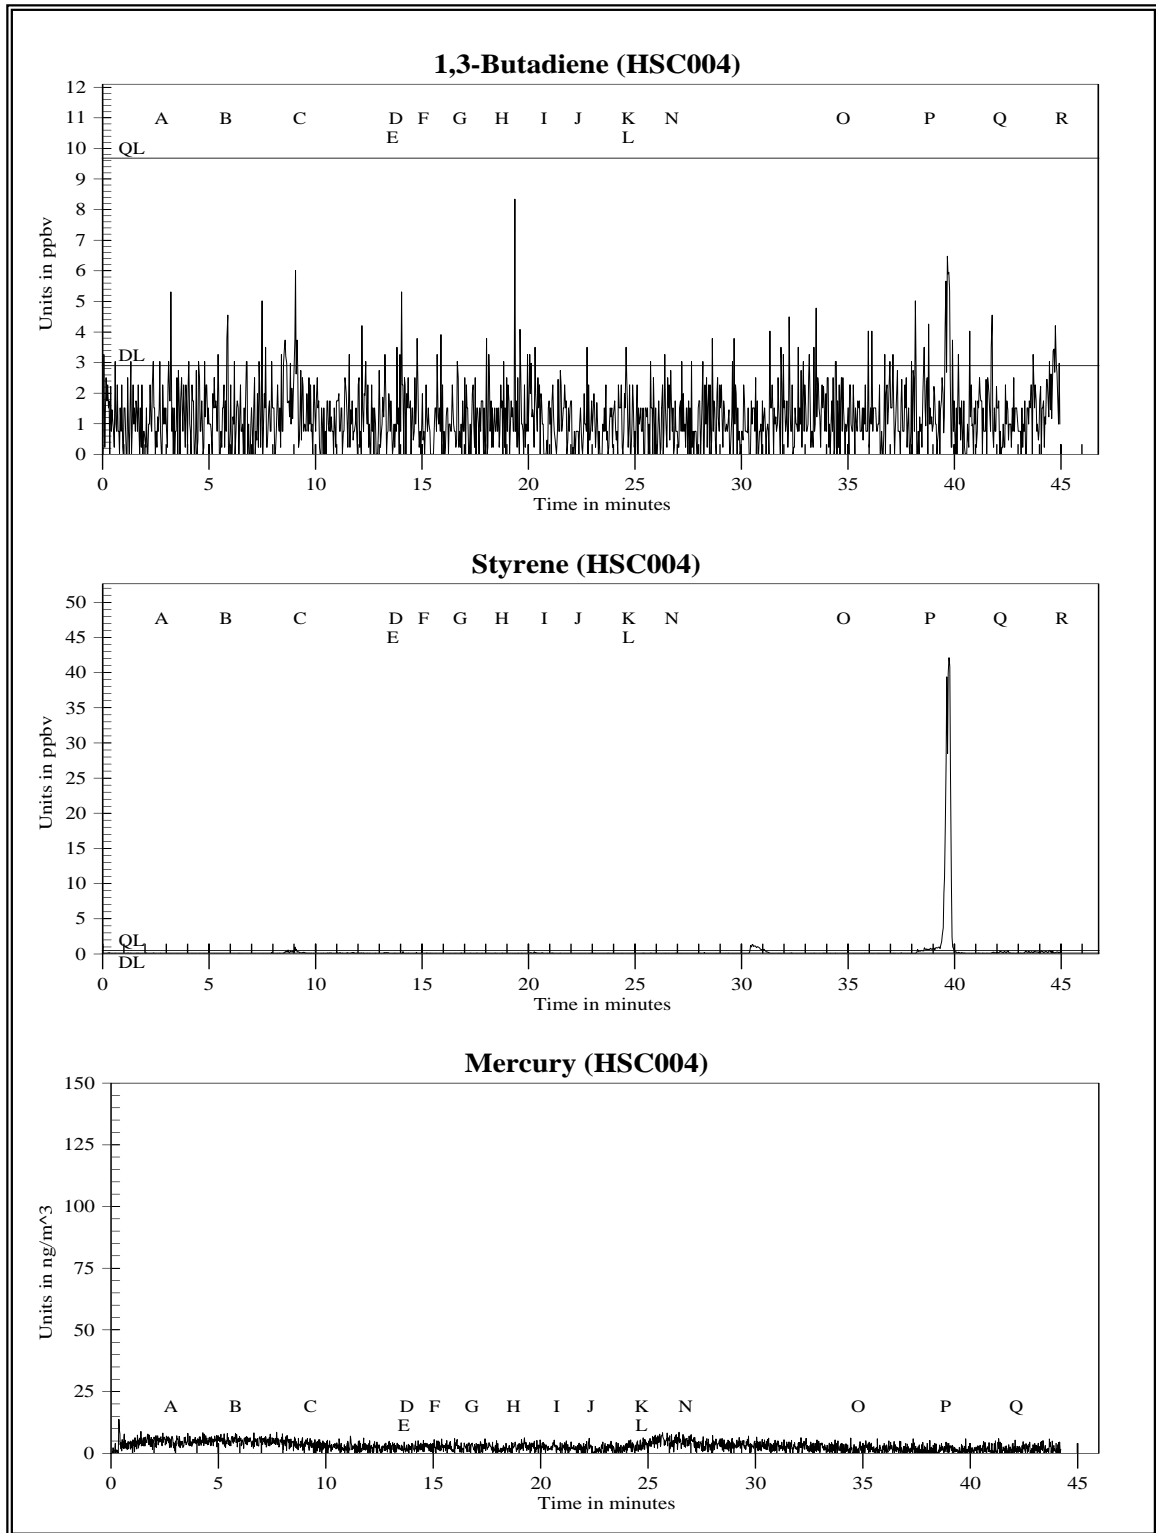 1,3-Butadiene (HSC004)
12
11
10
9
8
7
6
5
4
3
2
1
0
Units in ppbv
A B C D F G H I J K N O P Q R
E L
QL
DL
0 5 10 15 20 25 30 35 40 45
Time in minutes
Styrene (HSC004)
50
45
40
35
30
25
20
15
10
5
0
Units in ppbv
A B C D F G H I J K N O P Q R
E L
QL
DL
0 5 10 15 20 25 30 35 40 45
Time in minutes
Mercury (HSC004)
150
125
100
75
50
25
0
Units in ng/m^3
A B C D F G H I J K N O P Q
E L
0 5 10 15 20 25 30 35 40 45
Time in minutes